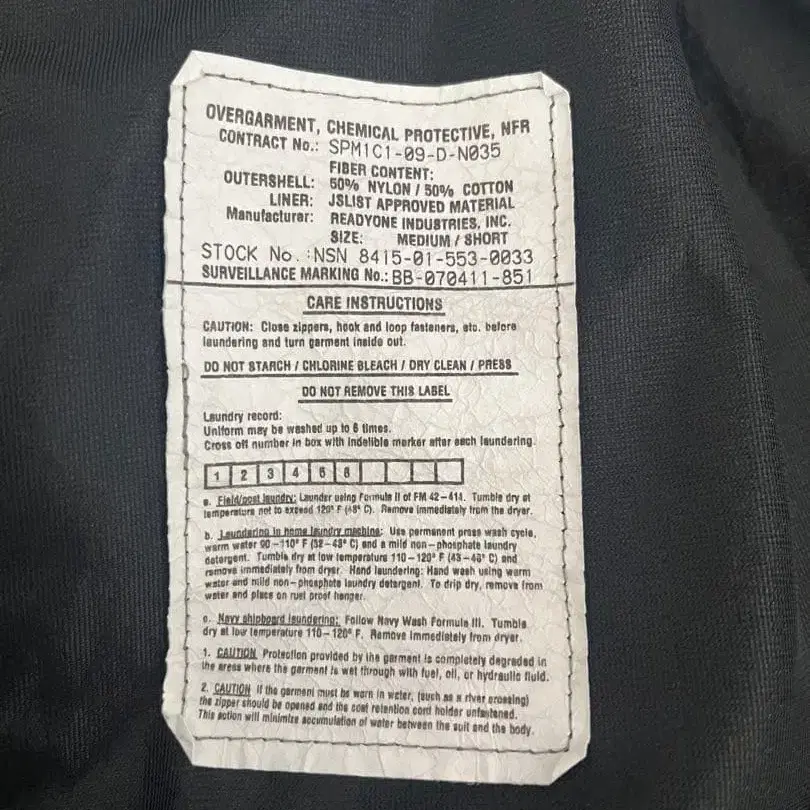 OVERGARMENT, CHEMICAL PROTECTIVE, NFR
CONTRACT No.: SPM1C1-09-D-N035
FIBER CONTENT:
OUTERSHELL: 50% NYLON / 50% COTTON
LINER: JSLIST APPROVED MATERIAL
Manufacturer: READYONE INDUSTRIES, INC.
SIZE: MEDIUM / SHORT
STOCK No. :NSN 8415-01-553-0033
SURVEILLANCE MARKING No.: BB-070411-851
CARE INSTRUCTIONS
CAUTION: Close zippers, hook and loop fasteners, etc. before
laundering and turn garment inside out.
DO NOT STARCH / CHLORINE BLEACH / DRY CLEAN / PRESS
DO NOT REMOVE THIS LABEL
Laundry record:
Uniform may be washed up to 6 times.
Cross off number in box with indelible marker after each laundering.
1 2 3 4 5 6
a. Field/post laundry: Launder using Formula II of FM 42-414. Tumble dry at
temperature not to exceed 120° F (48° C). Remove immediately from the dryer.
b. Laundering in home laundry machine: Use permanent press wash cycle,
warm water 90-110° F (32-43° C) and a mild non-phosphate laundry
detergent. Tumble dry at low temperature 110-120° F (43-48° C) and
remove immediately from dryer. Hand laundering: Hand wash using warm
water and mild non-phosphate laundry detergent. To drip dry, remove from
water and place on rust proof hanger.
c. Navy shipboard laundering: Follow Navy Wash Formula III. Tumble
dry at low temperature 110-120° F. Remove immediately from dryer.
1. CAUTION Protection provided by the garment is completely degraded in
the areas where the garment is wet through with fuel, oil, or hydraulic fluid.
2. CAUTION If the garment must be worn in water, (such as a river crossing)
the zipper should be opened and the coat retention cord holder unfastened.
This action will minimize accumulation of water between the suit and the body.